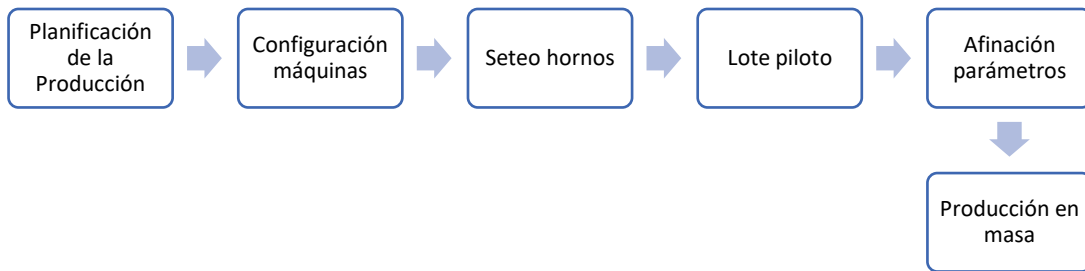 Planificación
de la
Producción
Configuración
máquinas
Seteo hornos
Lote piloto
Afinación
parámetros
Producción en
masa